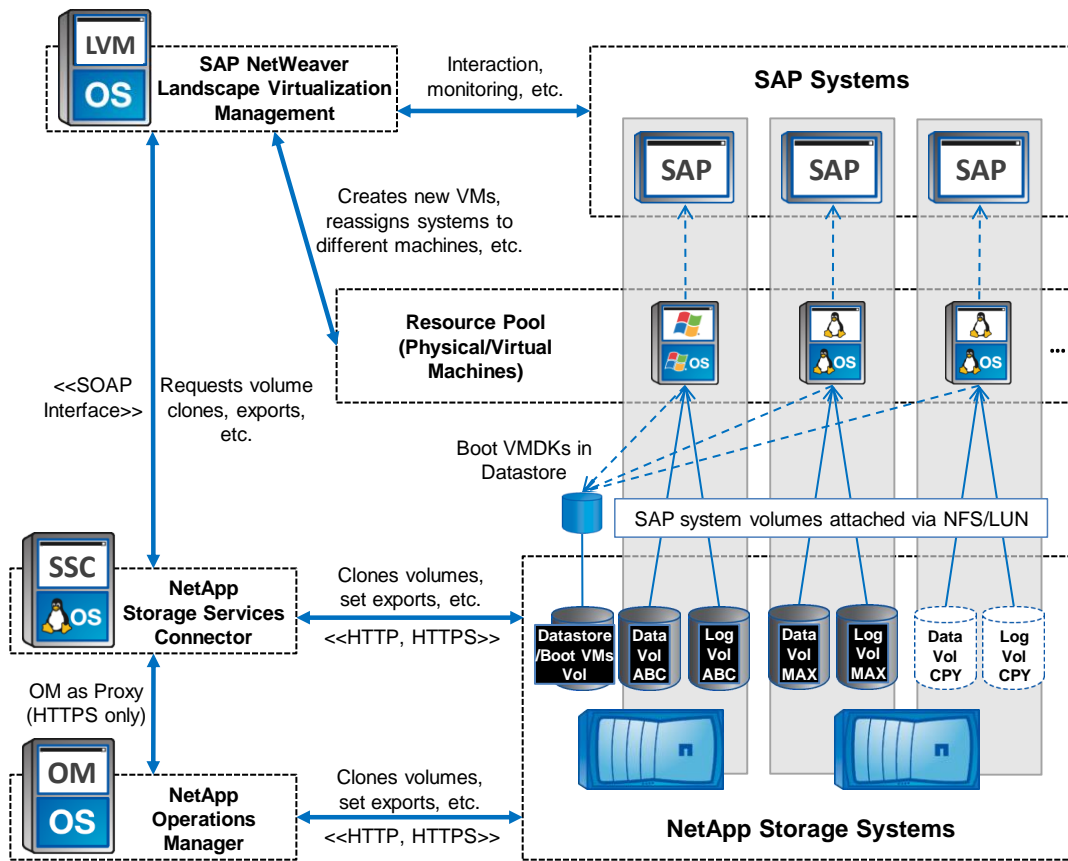 LVM
OS
SAP NetWeaver
Landscape Virtualization
Management
Interaction,
monitoring, etc.
SAP Systems
SAP
SAP
SAP
Creates new VMs,
reassigns systems to
different machines, etc.
Resource Pool
(Physical/Virtual
Machines)
OS
OS
OS
...
<<SOAP
Interface>>
Requests volume
clones, exports,
etc.
Boot VMDKs in
Datastore
SAP system volumes attached via NFS/LUN
SSC
OS
NetApp
Storage Services
Connector
Clones volumes,
set exports, etc.
<<HTTP, HTTPS>>
Datastore
/Boot VMs
Vol
Data
Vol
ABC
Log
Vol
ABC
Data
Vol
MAX
Log
Vol
MAX
Data
Vol
CPY
Log
Vol
CPY
OM as Proxy
(HTTPS only)
OM
OS
NetApp
Operations
Manager
Clones volumes,
set exports, etc.
<<HTTP, HTTPS>>
NetApp Storage Systems